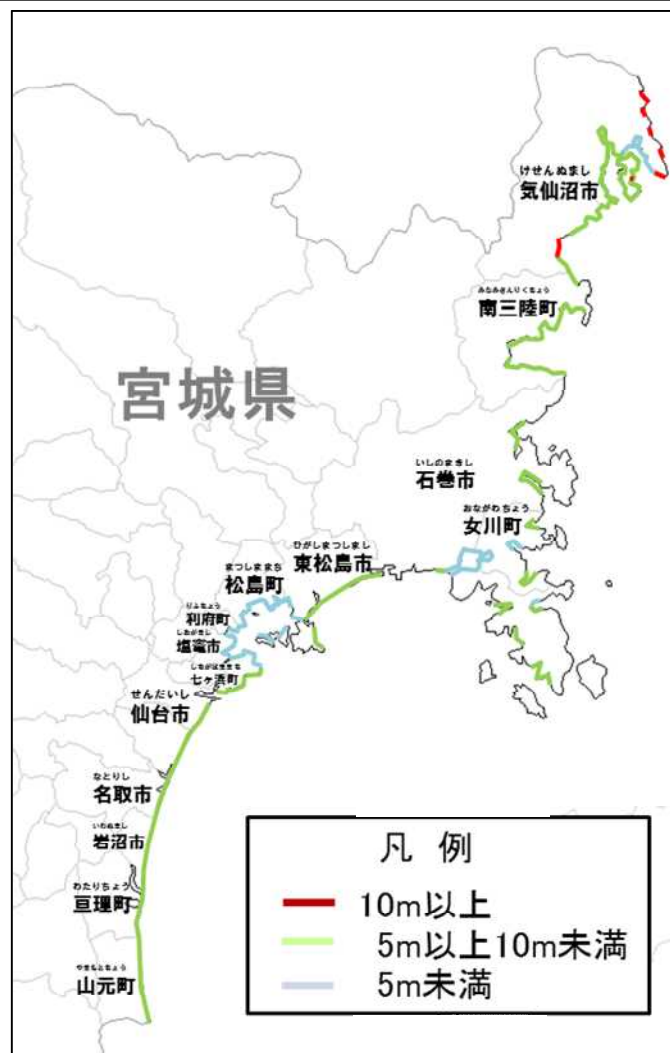 けせんぬまし
気仙沼市
みなみさんりくちょう
南三陸町
宮城県
いしのまきし
石巻市
おながわちょう
女川町
ひがしまつしまし
東松島市
まつしままち
松島町
りふちょう
利府町
しおがまし
塩竈市
しちがはままち
七ヶ浜町
せんだいし
仙台市
なとりし
名取市
いわぬまし
岩沼市
わたりちょう
亘理町
やまもとちょう
山元町
凡 例
10m以上
5m以上10m未満
5m未満